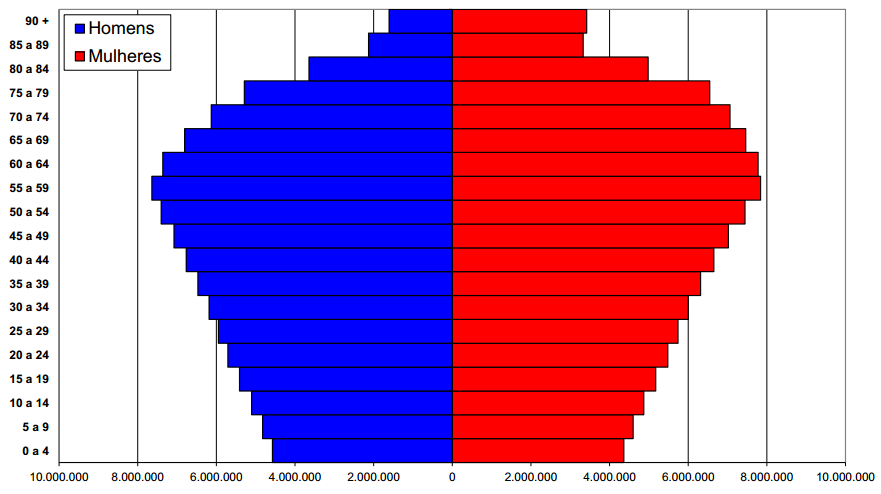 Homens
Mulheres
90 +
85 a 89
80 a 84
75 a 79
70 a 74
65 a 69
60 a 64
55 a 59
50 a 54
45 a 49
40 a 44
35 a 39
30 a 34
25 a 29
20 a 24
15 a 19
10 a 14
5 a 9
0 a 4
10.000.000 8.000.000 6.000.000 4.000.000 2.000.000 0 2.000.000 4.000.000 6.000.000 8.000.000 10.000.000